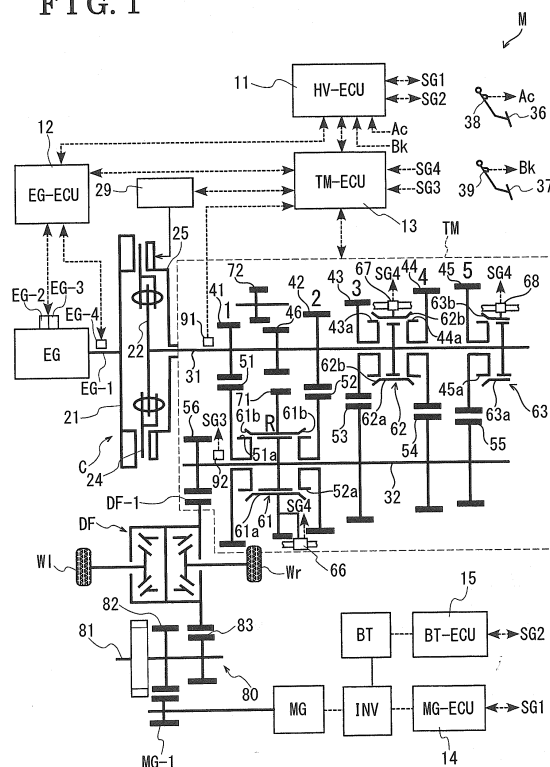 FIG. 1
M
11
HV-ECU
SG1
SG2
Ac
38
36
12
Ac
Bk
EG-ECU
29
TM-ECU
SG4
SG3
Bk
39
37
13
25
TM
EG-2
EG-3
EG-4
72
42
43
3
67
SG4
44
4
45
5
SG4
68
41
1
46
2
43a
62b
44a
63b
91
EG
EG-1
22
31
21
51
71
52
62b
62a
62
45a
63a
63
56
SG3
61b
R
61b
53
54
55
51a
C
24
92
52a
32
DF-1
61a
61
SG4
66
DF
Wl
Wr
82
83
81
80
BT
15
BT-ECU
SG2
MG
INV
MG-ECU
SG1
MG-1
14